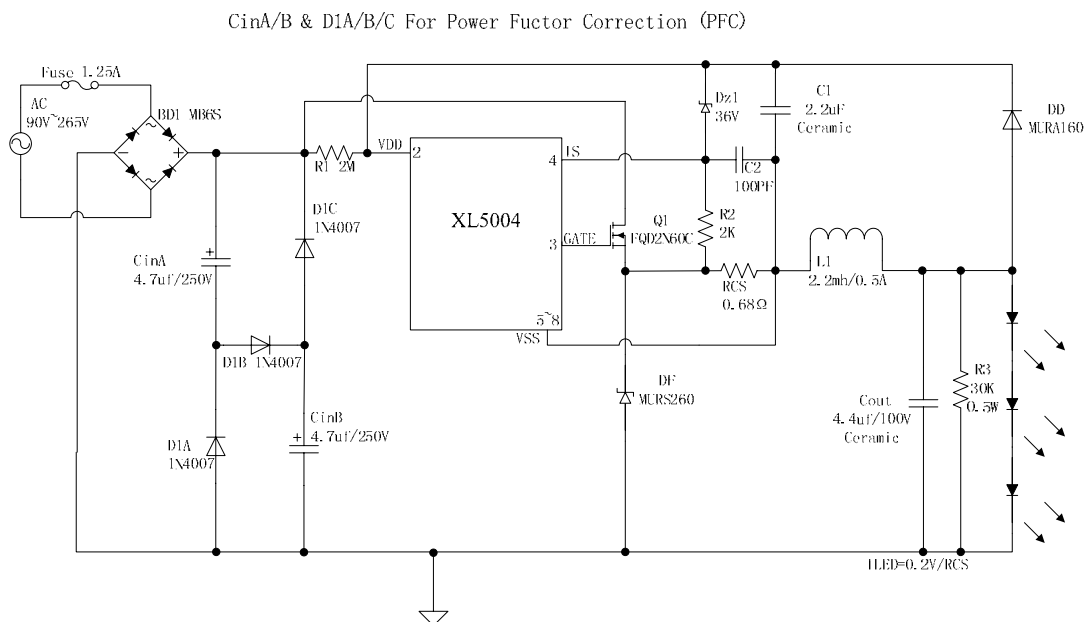 CinA/B & D1A/B/C For Power Fuctor Correction (PFC)
Fuse 1.25A
AC
90V~265V
BD1 MB6S
R1 2M
VDD
2
XL5004
IS
4
GATE
3
5~8
VSS
Dz1
36V
C1
2.2uF
Ceramic
C2
100PF
DD
MURA160
D1C
1N4007
CinA
4.7uf/250V
Q1
FQD2N60C
R2
2K
RCS
0.68Ω
L1
2.2mh/0.5A
D1B 1N4007
D1A
1N4007
CinB
4.7uf/250V
DF
MURS260
Cout
4.4uf/100V
Ceramic
R3
30K
0.5W
ILED=0.2V/RCS